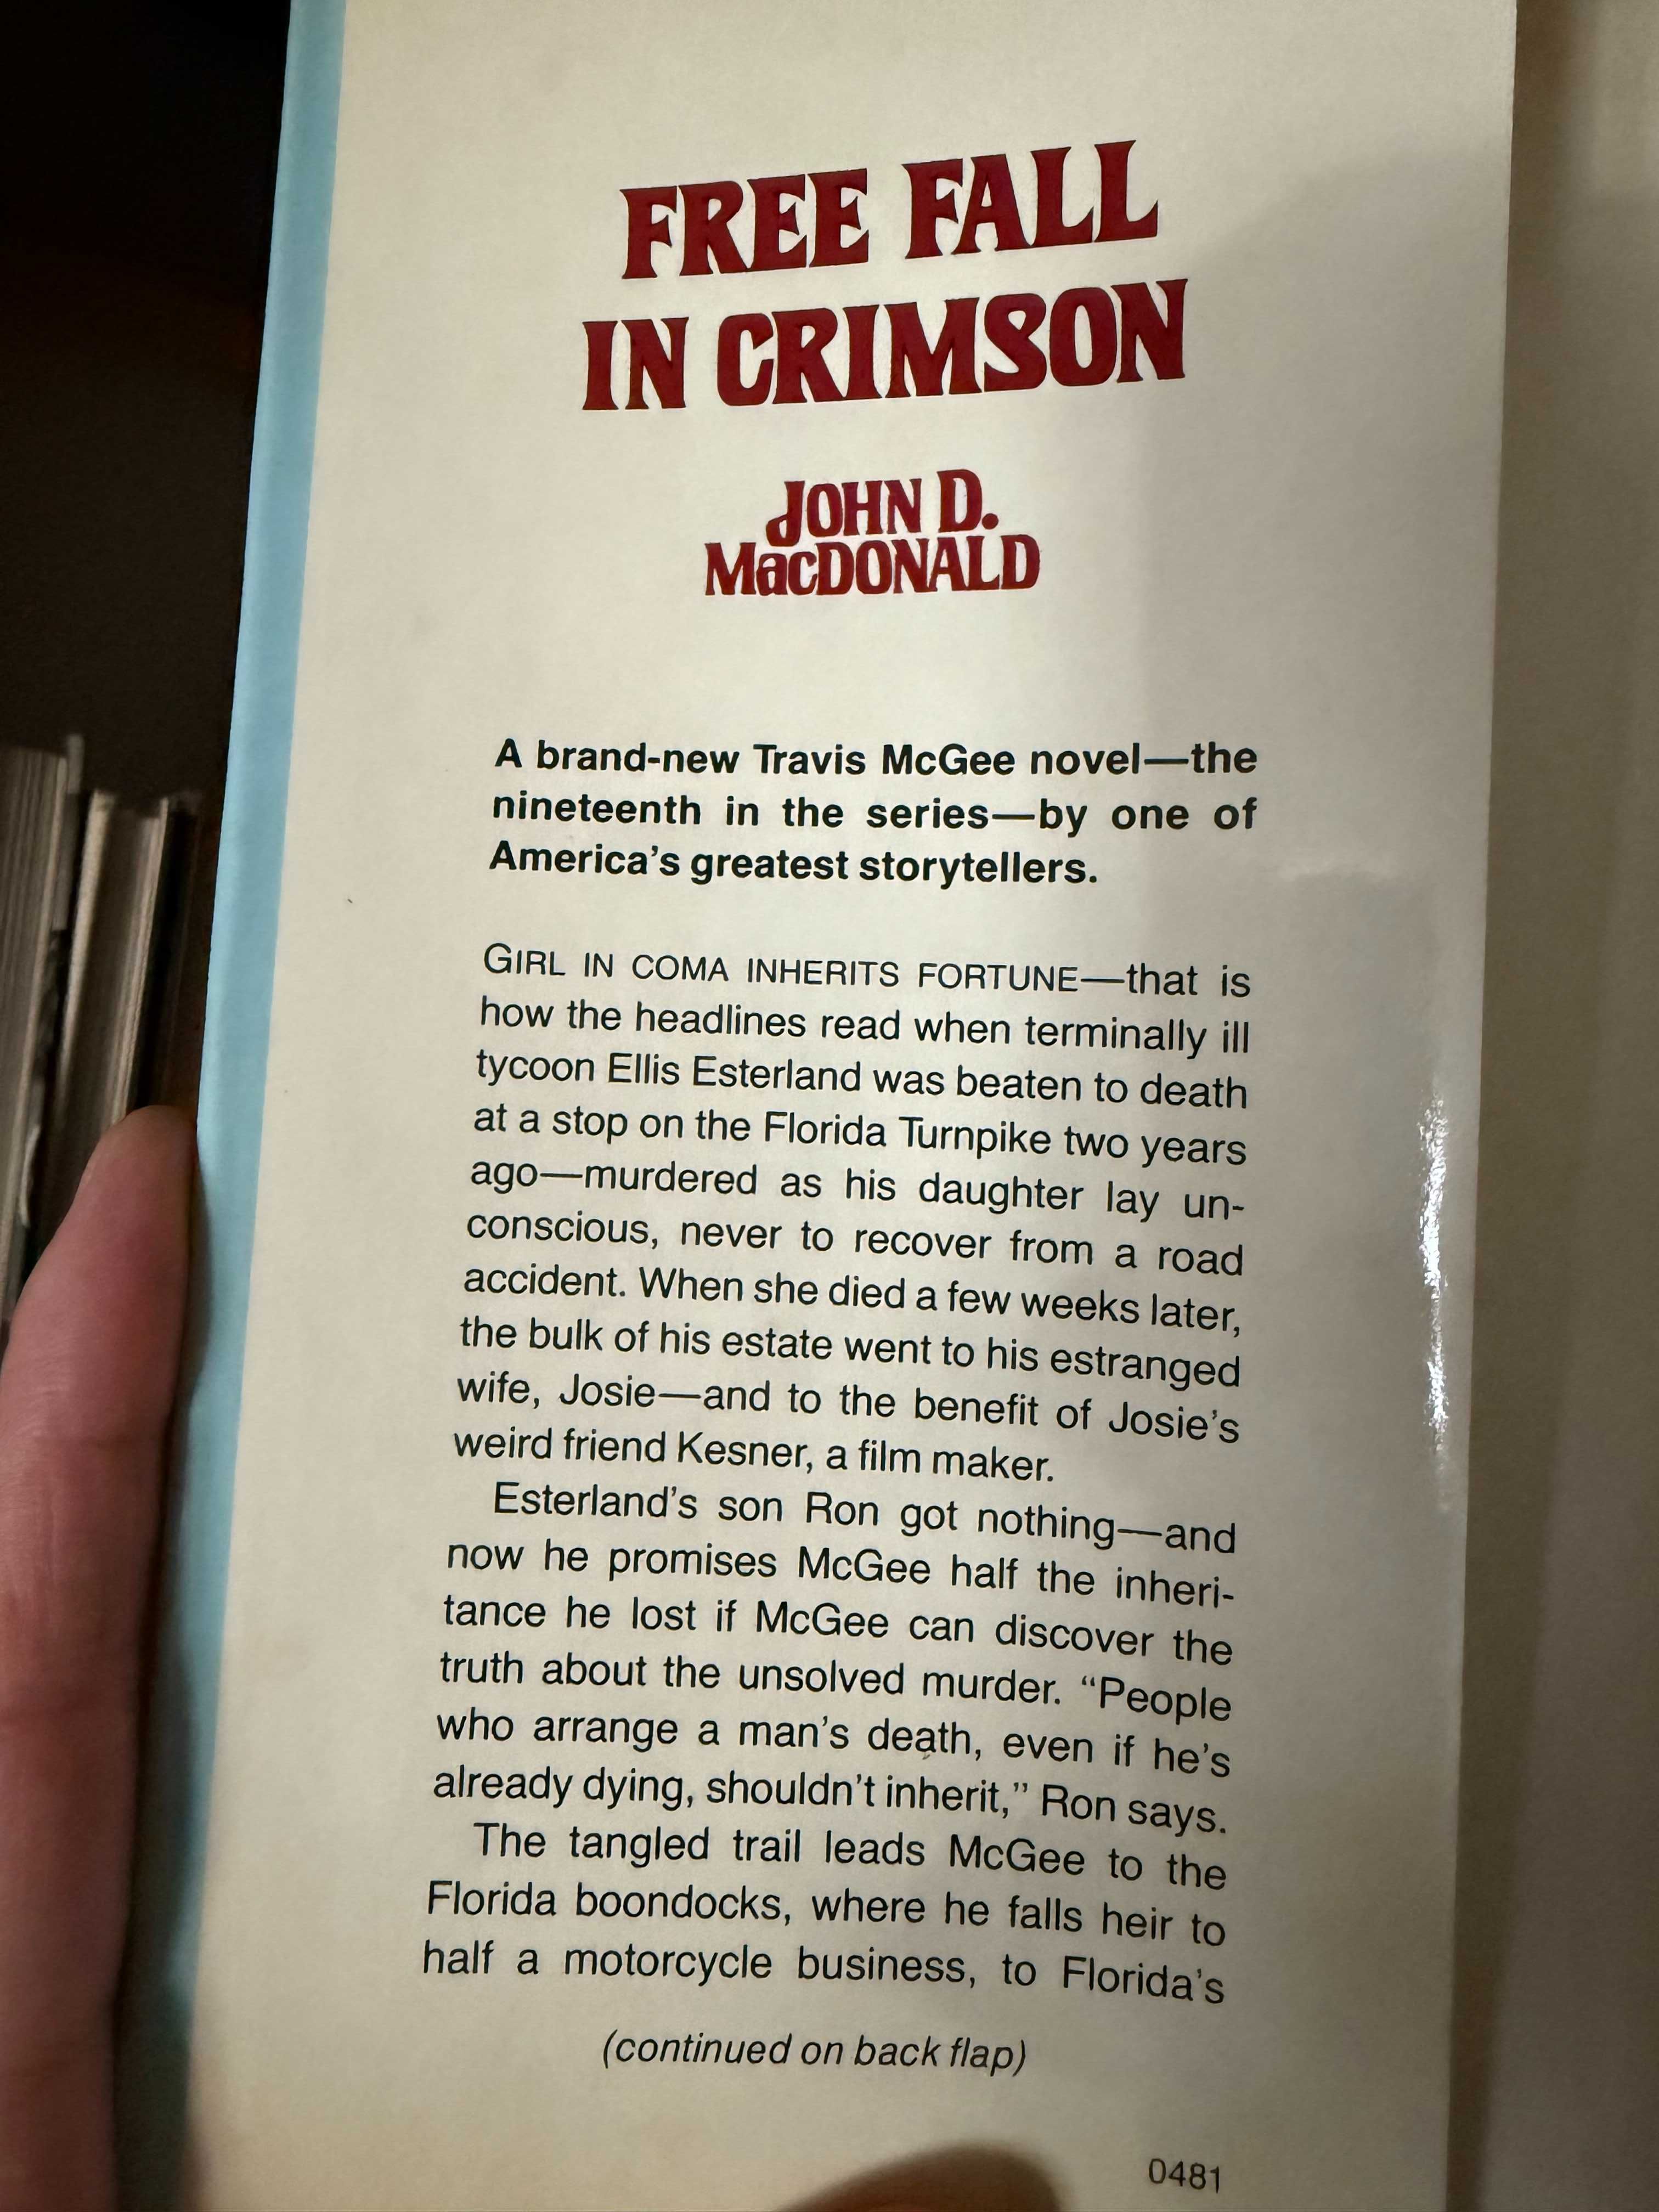 FREE FALL
IN CRIMSON
JOHN D.
MacDONALD
A brand-new Travis McGee novel—the
nineteenth in the series—by one of
America's greatest storytellers.
GIRL IN COMA INHERITS FORTUNE—that is
how the headlines read when terminally ill
tycoon Ellis Esterland was beaten to death
at a stop on the Florida Turnpike two years
ago—murdered as his daughter lay un-
conscious, never to recover from a road
accident. When she died a few weeks later,
the bulk of his estate went to his estranged
wife, Josie—and to the benefit of Josie's
weird friend Kesner, a film maker.
Esterland's son Ron got nothing—and
now he promises McGee half the inheri-
tance he lost if McGee can discover the
truth about the unsolved murder. “People
who arrange a man's death, even if he's
already dying, shouldn't inherit,” Ron says.
The tangled trail leads McGee to the
Florida boondocks, where he falls heir to
half a motorcycle business, to Florida's
(continued on back flap)
0481